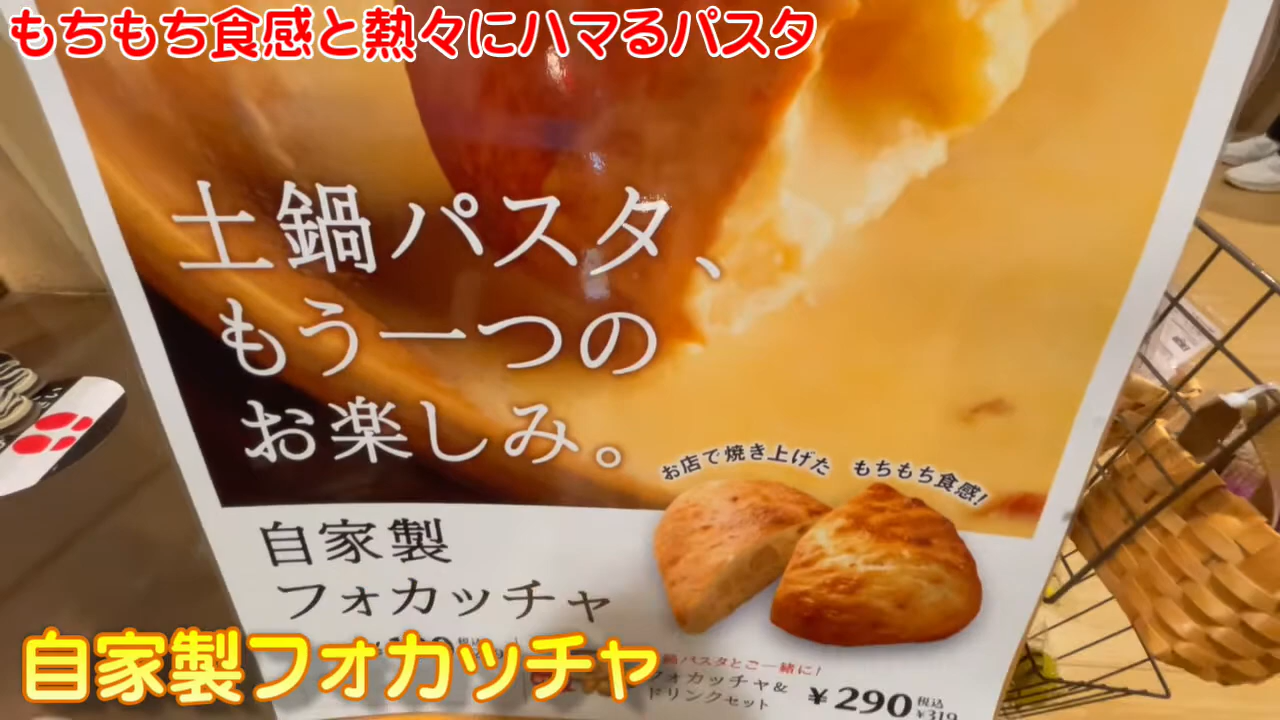 もちもち食感と熱々にハマるパスタ
土鍋パスタ、
もう一つの
お楽しみ。
お店で焼き上げた もちもち食感!
自家製
フォカッチャ
鍋パスタとご一緒に!
フォカッチャ&
ドリンクセット
¥290 税込 ¥319
自家製フォカッチャ